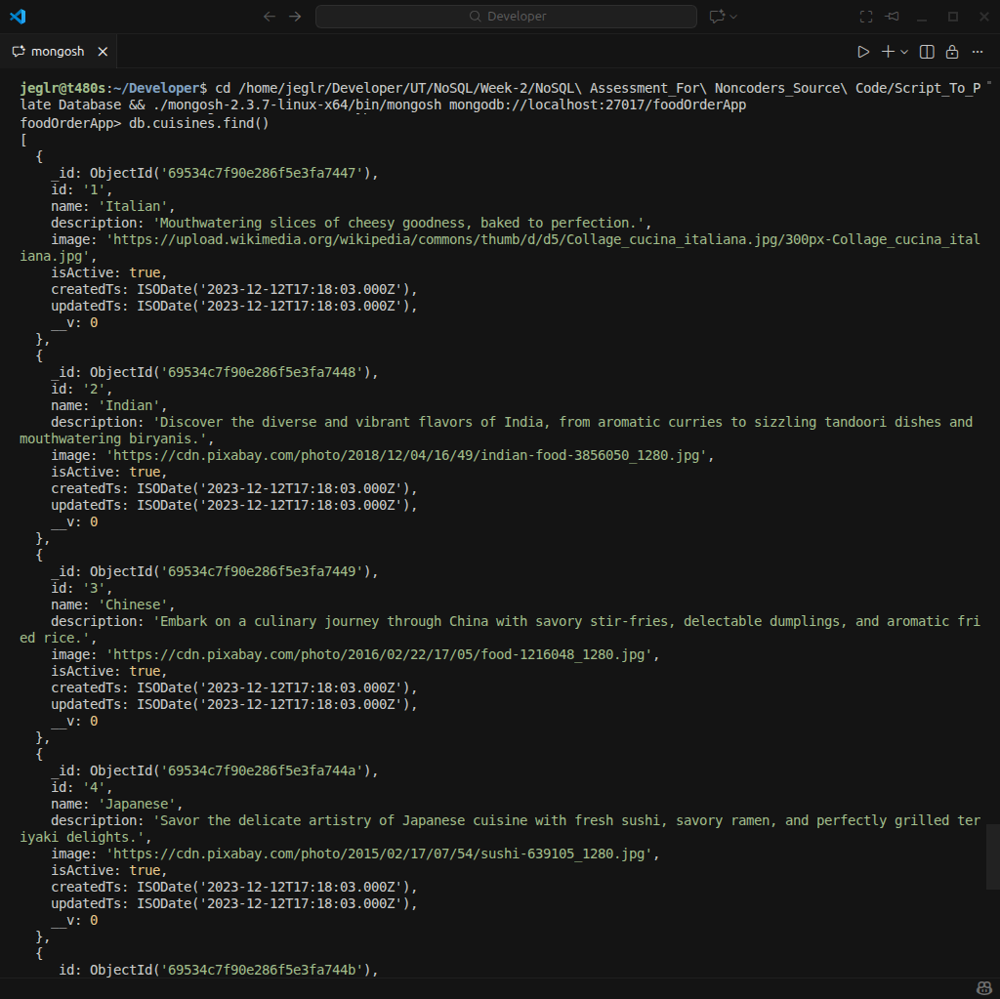 Developer
mongosh
jeglr@t480s:~/Developer$ cd /home/jeglr/Developer/UT/NoSQL/Week-2/NoSQL\ Assessment_For\ Noncoders_Source\ Code/Script_To_P
late Database && ./mongosh-2.3.7-linux-x64/bin/mongosh mongodb://localhost:27017/foodOrderApp
foodOrderApp> db.cuisines.find()
[
  {
    _id: ObjectId('69534c7f90e286f5e3fa7447'),
    id: '1',
    name: 'Italian',
    description: 'Mouthwatering slices of cheesy goodness, baked to perfection.',
    image: 'https://upload.wikimedia.org/wikipedia/commons/thumb/d/d5/Collage_cucina_italiana.jpg/300px-Collage_cucina_ital
iana.jpg',
    isActive: true,
    createdTs: ISODate('2023-12-12T17:18:03.000Z'),
    updatedTs: ISODate('2023-12-12T17:18:03.000Z'),
    __v: 0
  },
  {
    _id: ObjectId('69534c7f90e286f5e3fa7448'),
    id: '2',
    name: 'Indian',
    description: 'Discover the diverse and vibrant flavors of India, from aromatic curries to sizzling tandoori dishes and
mouthwatering biryanis.',
    image: 'https://cdn.pixabay.com/photo/2018/12/04/16/49/indian-food-3856050_1280.jpg',
    isActive: true,
    createdTs: ISODate('2023-12-12T17:18:03.000Z'),
    updatedTs: ISODate('2023-12-12T17:18:03.000Z'),
    __v: 0
  },
  {
    _id: ObjectId('69534c7f90e286f5e3fa7449'),
    id: '3',
    name: 'Chinese',
    description: 'Embark on a culinary journey through China with savory stir-fries, delectable dumplings, and aromatic fri
ed rice.',
    image: 'https://cdn.pixabay.com/photo/2016/02/22/17/05/food-1216048_1280.jpg',
    isActive: true,
    createdTs: ISODate('2023-12-12T17:18:03.000Z'),
    updatedTs: ISODate('2023-12-12T17:18:03.000Z'),
    __v: 0
  },
  {
    _id: ObjectId('69534c7f90e286f5e3fa744a'),
    id: '4',
    name: 'Japanese',
    description: 'Savor the delicate artistry of Japanese cuisine with fresh sushi, savory ramen, and perfectly grilled ter
iyaki delights.',
    image: 'https://cdn.pixabay.com/photo/2015/02/17/07/54/sushi-639105_1280.jpg',
    isActive: true,
    createdTs: ISODate('2023-12-12T17:18:03.000Z'),
    updatedTs: ISODate('2023-12-12T17:18:03.000Z'),
    __v: 0
  },
  {
    _id: ObjectId('69534c7f90e286f5e3fa744b'),